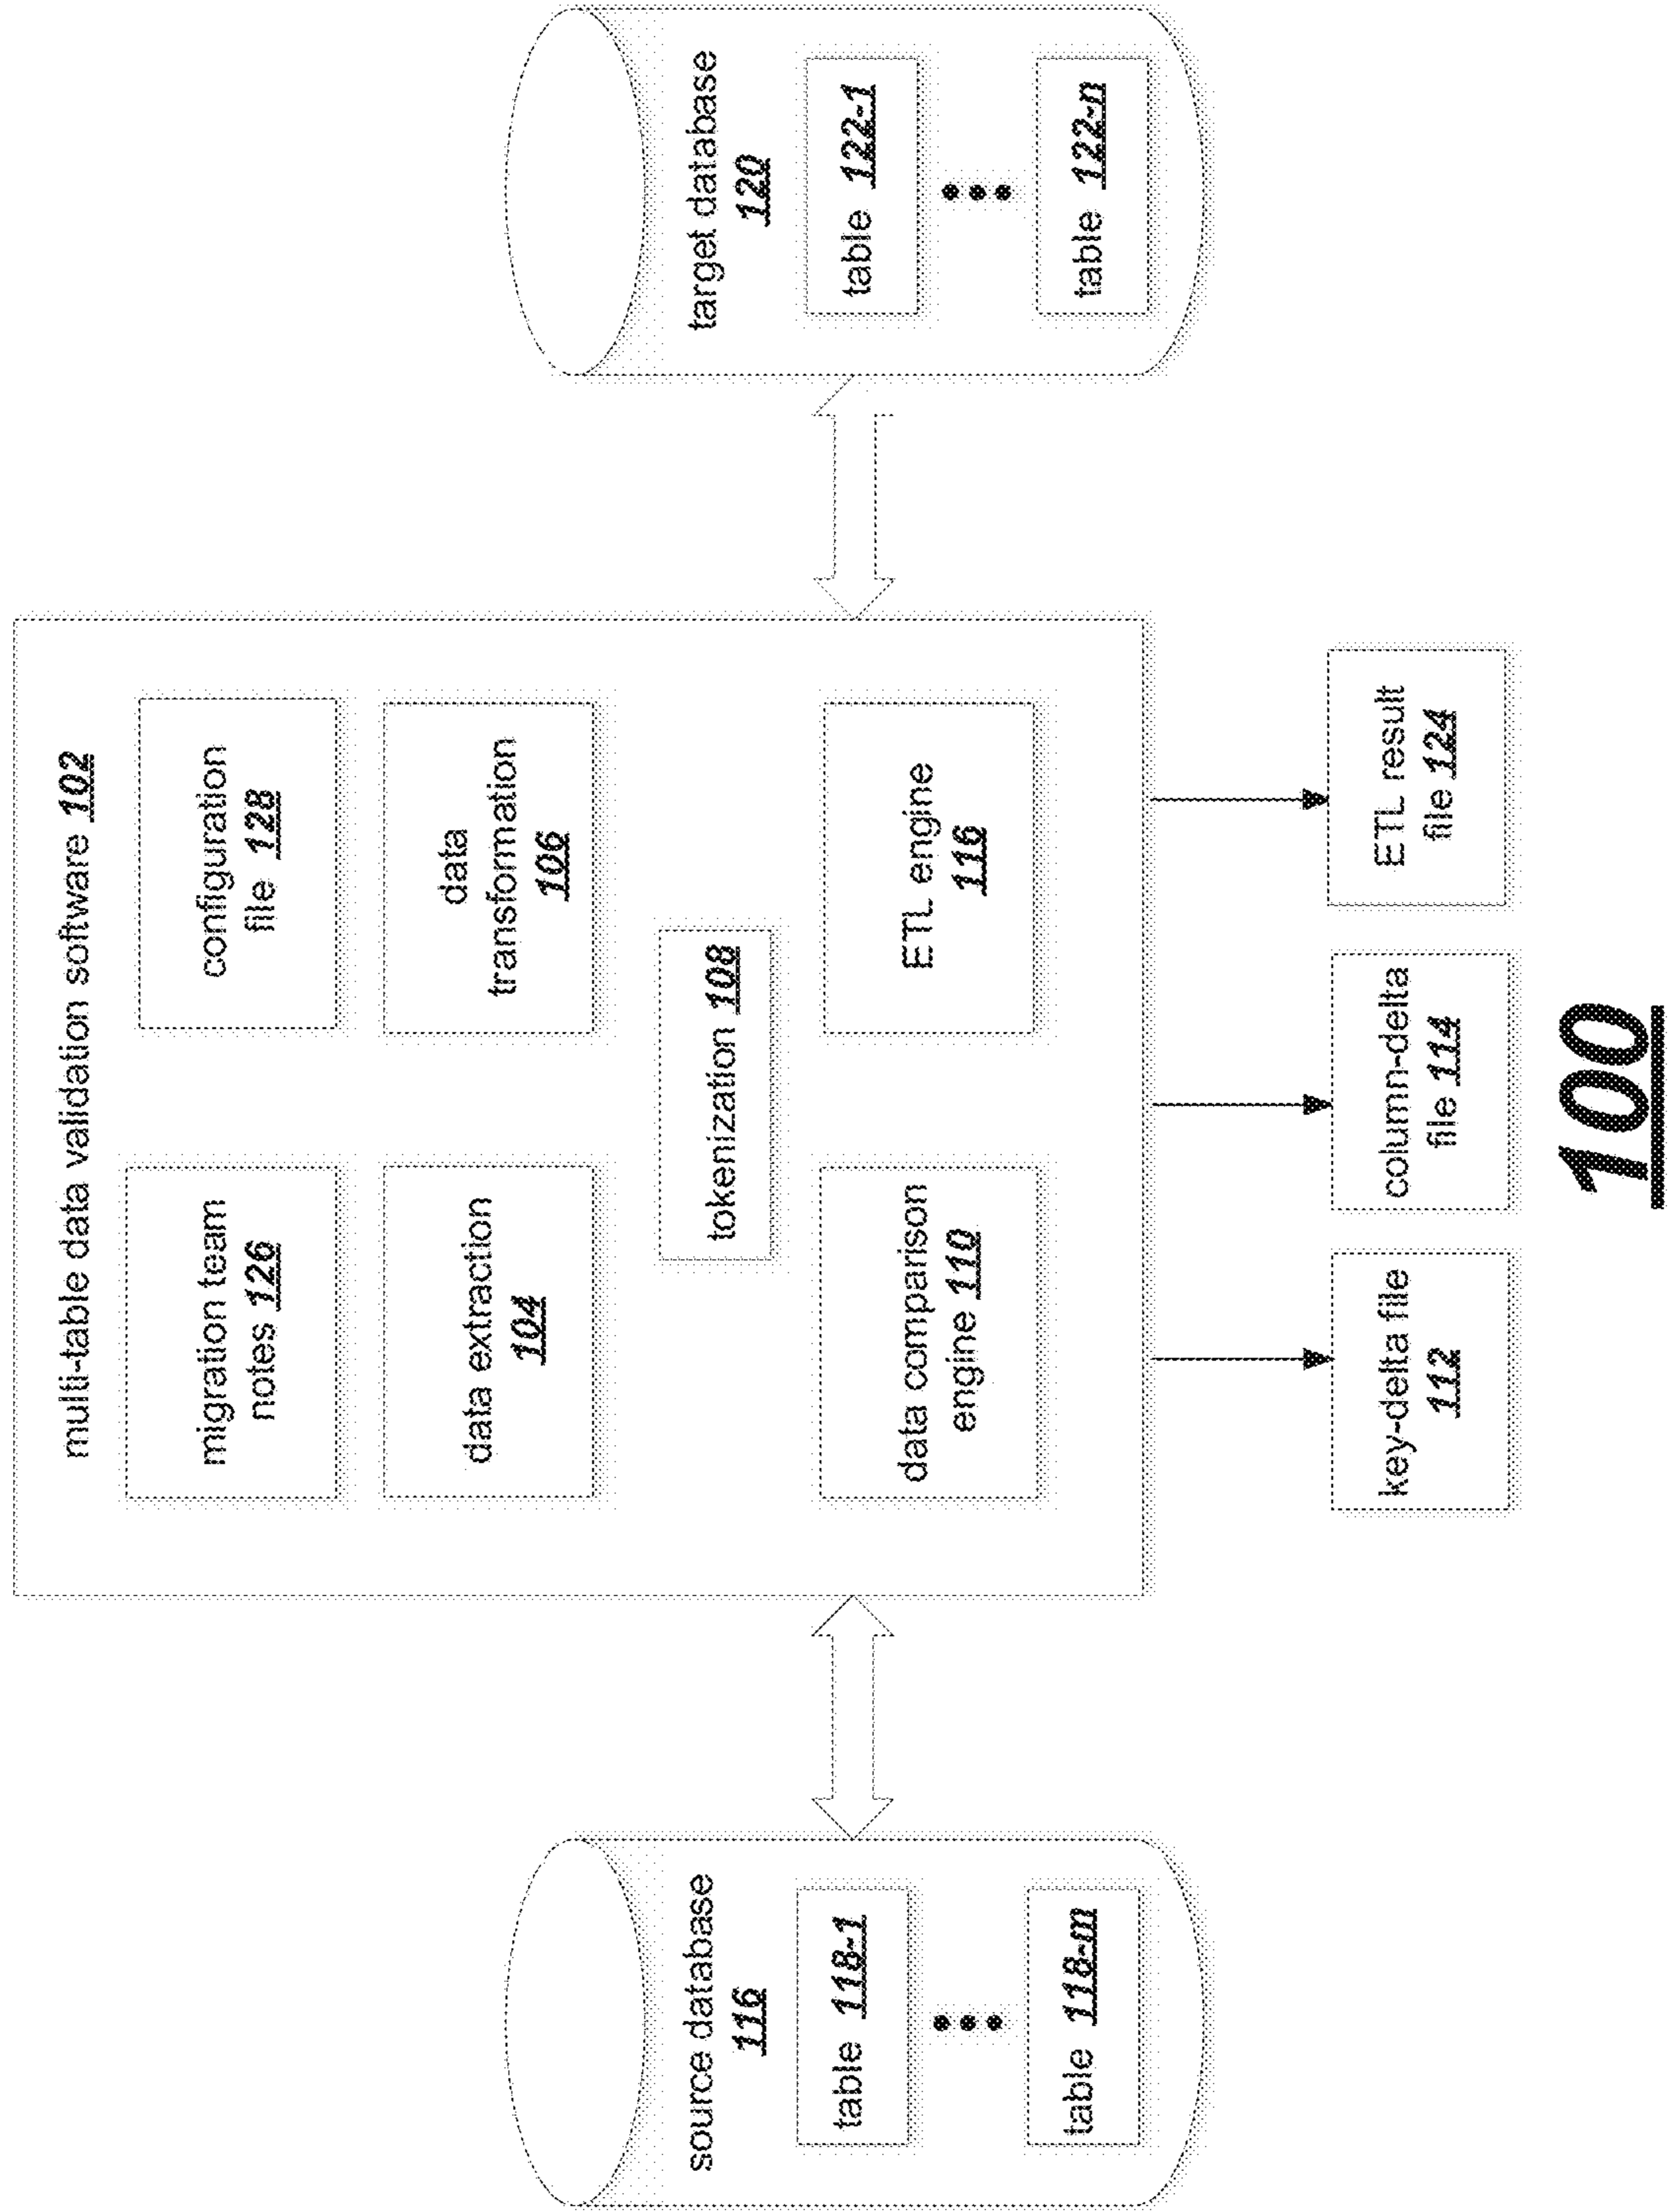 multi-table data validation software 102
migration team
notes 126
configuration
file 128
data extraction
104
data
transformation
106
tokenization 108
data comparison
engine 110
ETL engine
116
source database
116
table 118-1
table 118-m
target database
120
table 122-1
table 122-n
key-delta file
112
column-delta
file 114
ETL result
file 124
100